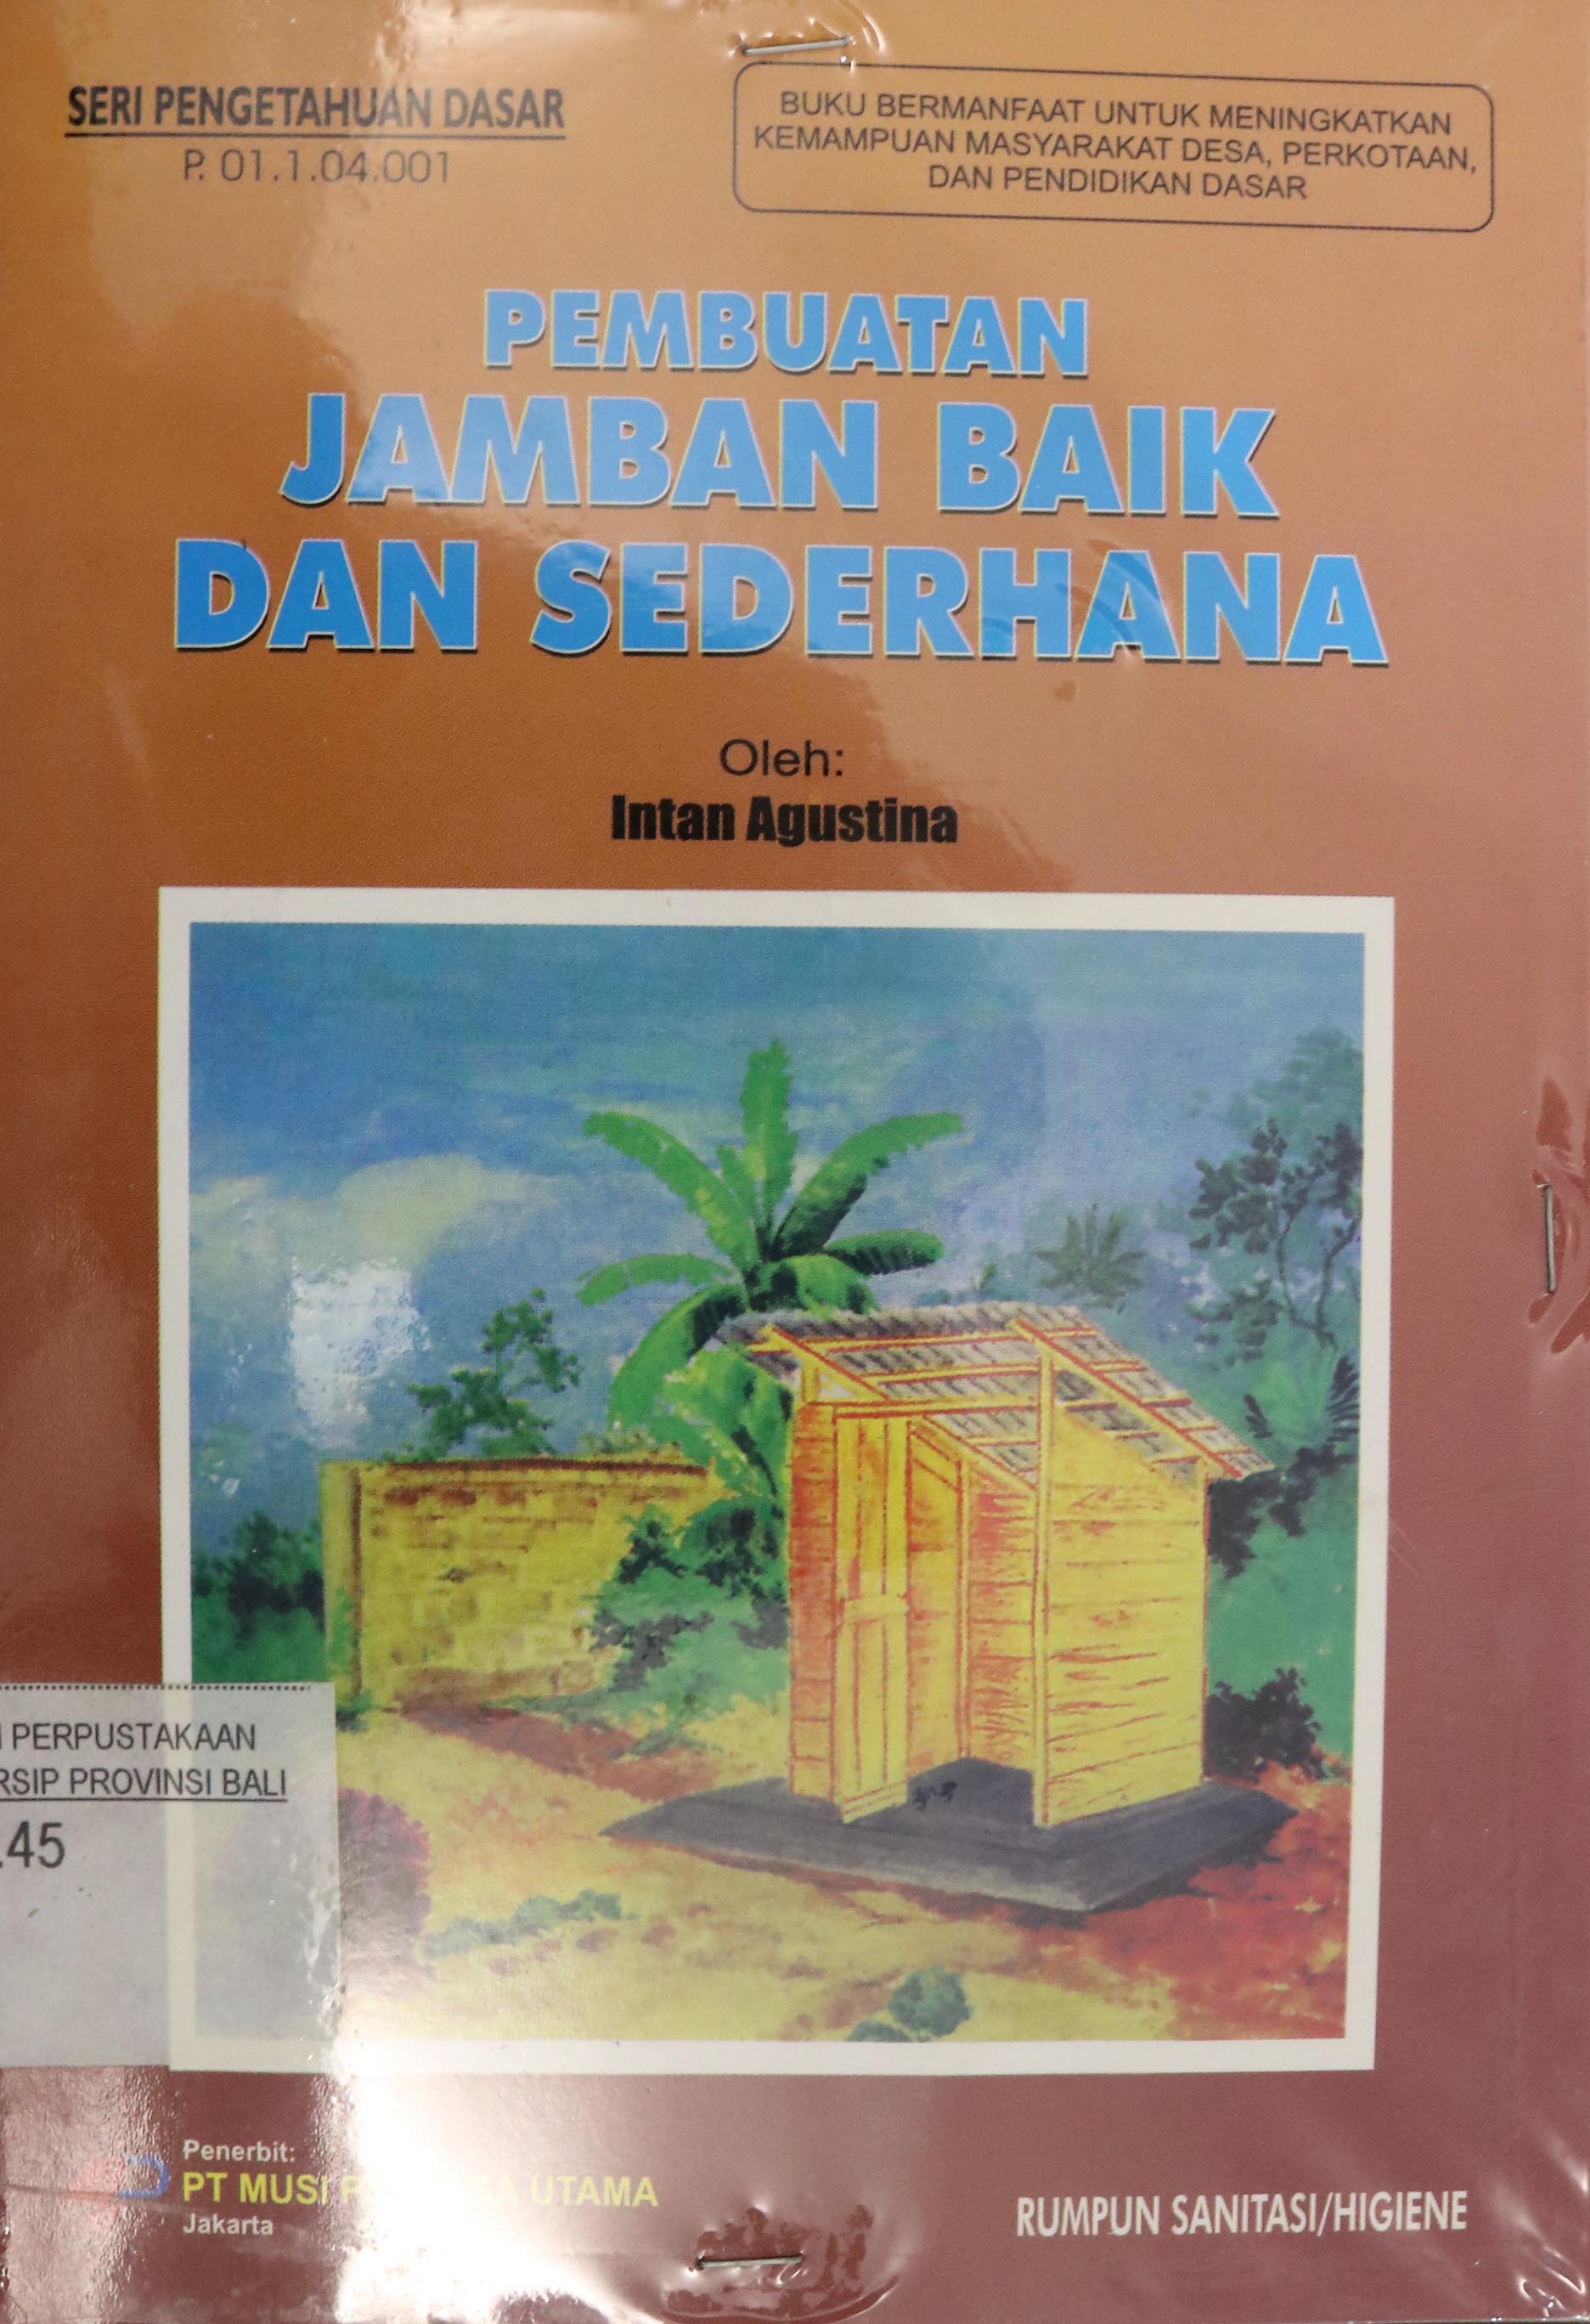 SERI PENGETAHUAN DASAR
P. 01.1.04.001
BUKU BERMANFAAT UNTUK MENINGKATKAN
KEMAMPUAN MASYARAKAT DESA, PERKOTAAN,
DAN PENDIDIKAN DASAR
PEMBUATAN
JAMBAN BAIK
DAN SEDERHANA
Oleh:
Intan Agustina
PERPUSTAKAAN
RSIP PROVINSI BALI
.45
Penerbit:
PT MUSI UTAMA
Jakarta
RUMPUN SANITASI/HIGIENE